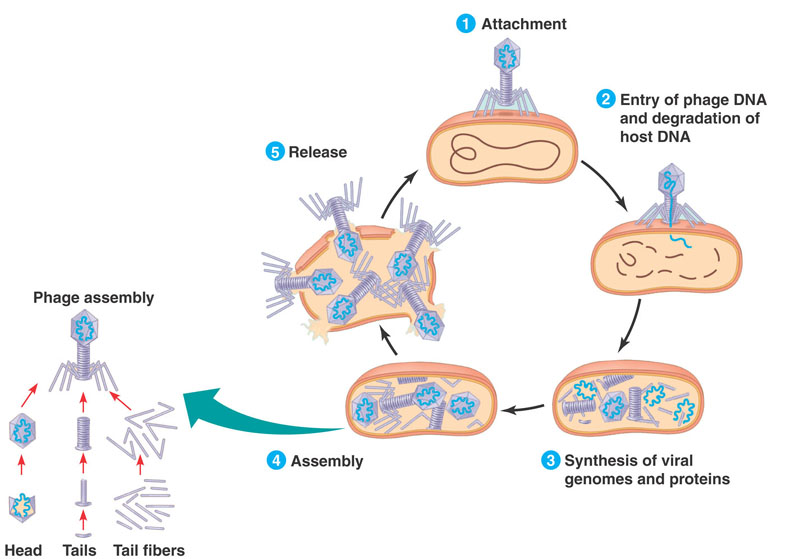 1 Attachment
2 Entry of phage DNA
and degradation of
host DNA
5 Release
Phage assembly
4 Assembly
3 Synthesis of viral
genomes and proteins
Head Tails Tail fibers